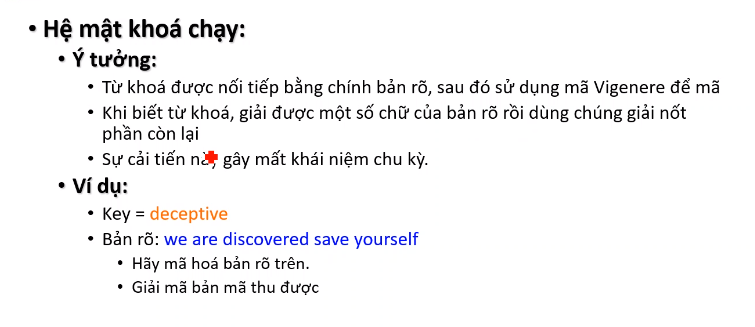 • Hệ mật khoá chạy:
• Ý tưởng:
• Từ khoá được nối tiếp bằng chính bản rõ, sau đó sử dụng mã Vigenere để mã
• Khi biết từ khoá, giải được một số chữ của bản rõ rồi dùng chúng giải nốt
phần còn lại
• Sự cải tiến này gây mất khái niệm chu kỳ.
• Ví dụ:
• Key = deceptive
• Bản rõ: we are discovered save yourself
• Hãy mã hoá bản rõ trên.
• Giải mã bản mã thu được